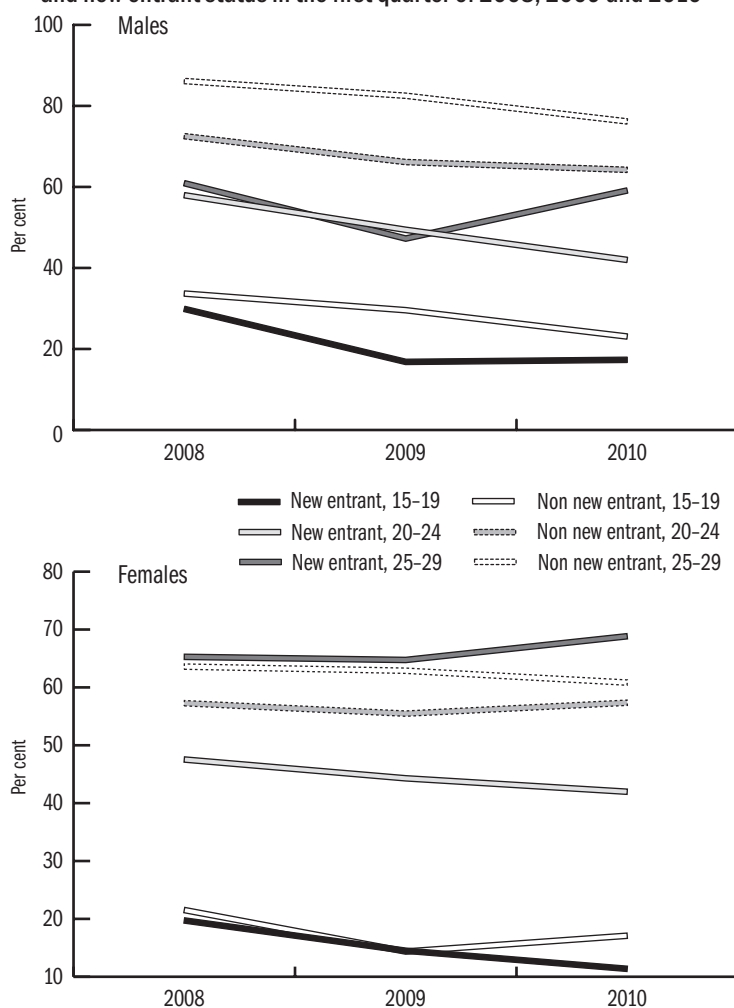 and new entrant status in the first quarter of 2008, 2009 and 2010
100
Males
80
60
40
20
0
Per cent
2008 2009 2010
New entrant, 15–19 Non new entrant, 15–19
New entrant, 20–24 Non new entrant, 20–24
New entrant, 25–29 Non new entrant, 25–29
80
Females
70
60
50
40
30
20
10
Per cent
2008 2009 2010